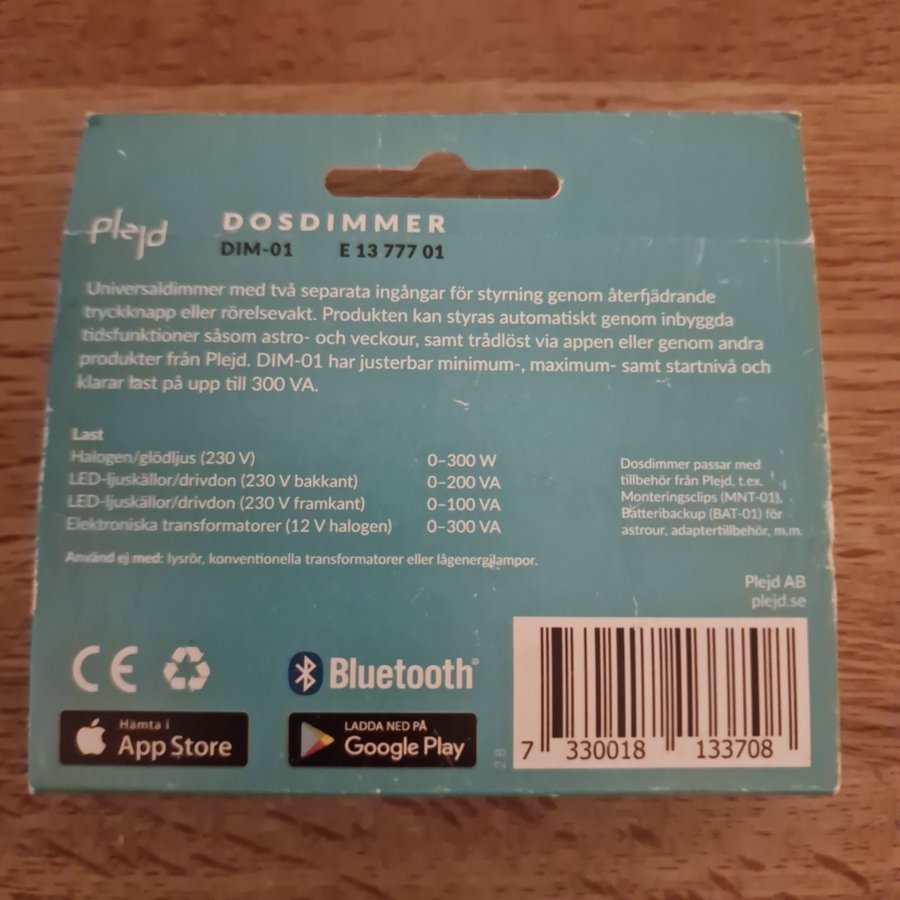 plejd
DOSDIMMER
DIM-01 E 13 777 01
Universaldimmer med två separata ingångar för styrning genom återfjädrande
tryckknapp eller rörelsevakt. Produkten kan styras automatiskt genom inbyggda
tidsfunktioner såsom astro- och veckour, samt trådlöst via appen eller genom andra
produkter från Plejd. DIM-01 har justerbar minimum-, maximum- samt startnivå och
klarar last på upp till 300 VA.
Last
Halogen/glödljus (230 V) 0–300 W
LED-ljuskällor/drivdon (230 V bakkant) 0–200 VA
LED-ljuskällor/drivdon (230 V framkant) 0–100 VA
Elektroniska transformatorer (12 V halogen) 0–300 VA
Använd ej med: lysrör, konventionella transformatorer eller lågenergilampor.
Dosdimmer passar med
tillbehör från Plejd, t.ex.
Monteringsclips (MNT-01),
Batteribackup (BAT-01) för
astrour, adaptertillbehör, m.m.
Plejd AB
plejd.se
CE
Bluetooth®
Hämta i
App Store
LADDA NED PÅ
Google Play
2.8
7 330018 133708